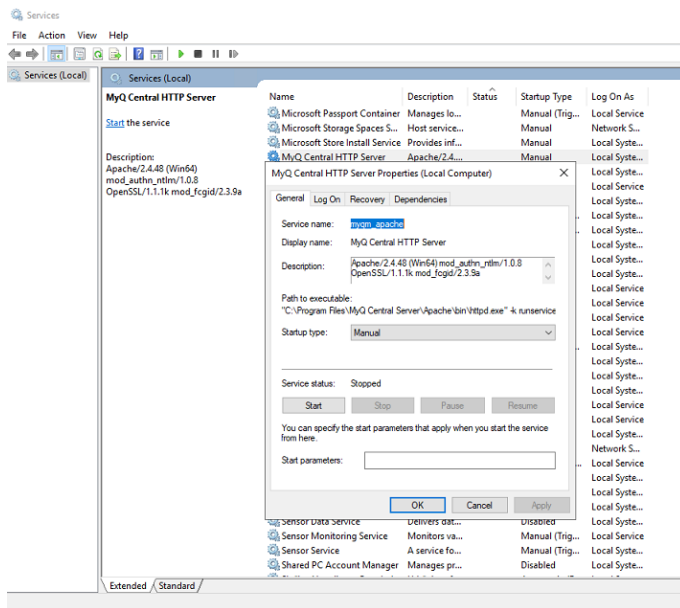 Services
File Action View Help
Services (Local)
Services (Local)
MyQ Central HTTP Server
Start the service
Description:
Apache/2.4.48 (Win64)
mod_authn_ntlm/1.0.8
OpenSSL/1.1.1k mod_fcgid/2.3.9a
Name Description Status Startup Type Log On As
Microsoft Passport Container Manages lo... Manual (Trig... Local Service
Microsoft Storage Spaces S... Host service... Manual Network S...
Microsoft Store Install Service Provides inf... Manual Local Syste...
MyQ Central HTTP Server Apache/2.4.... Manual Local Syste...
Local Syste...
Local Service
Local Syste...
Local Syste...
Local Syste...
Local Syste...
Local Syste...
Local Syste...
Local Syste...
Local Service
Local Service
Local Service
Local Service
Local Syste...
Local Syste...
Local Syste...
Local Syste...
Local Service
Local Service
Local Syste...
Network S...
Local Service
Local Syste...
Local Syste...
Local Syste...
MyQ Central HTTP Server Properties (Local Computer)
General Log On Recovery Dependencies
Service name: myqm_apache
Display name: MyQ Central HTTP Server
Description: Apache/2.4.48 (Win64) mod_authn_ntlm/1.0.8
OpenSSL/1.1.1k mod_fcgid/2.3.9a
Path to executable:
"C:\Program Files\MyQ Central Server\Apache\bin\httpd.exe" -k runservice
Startup type: Manual
Service status: Stopped
Start Stop Pause Resume
You can specify the start parameters that apply when you start the service
from here.
Start parameters:
OK Cancel Apply
Sensor Data Service Delivers dat... Disabled Local Syste...
Sensor Monitoring Service Monitors va... Manual (Trig... Local Service
Sensor Service A service fo... Manual (Trig... Local Syste...
Shared PC Account Manager Manages pr... Disabled Local Syste...
Extended Standard